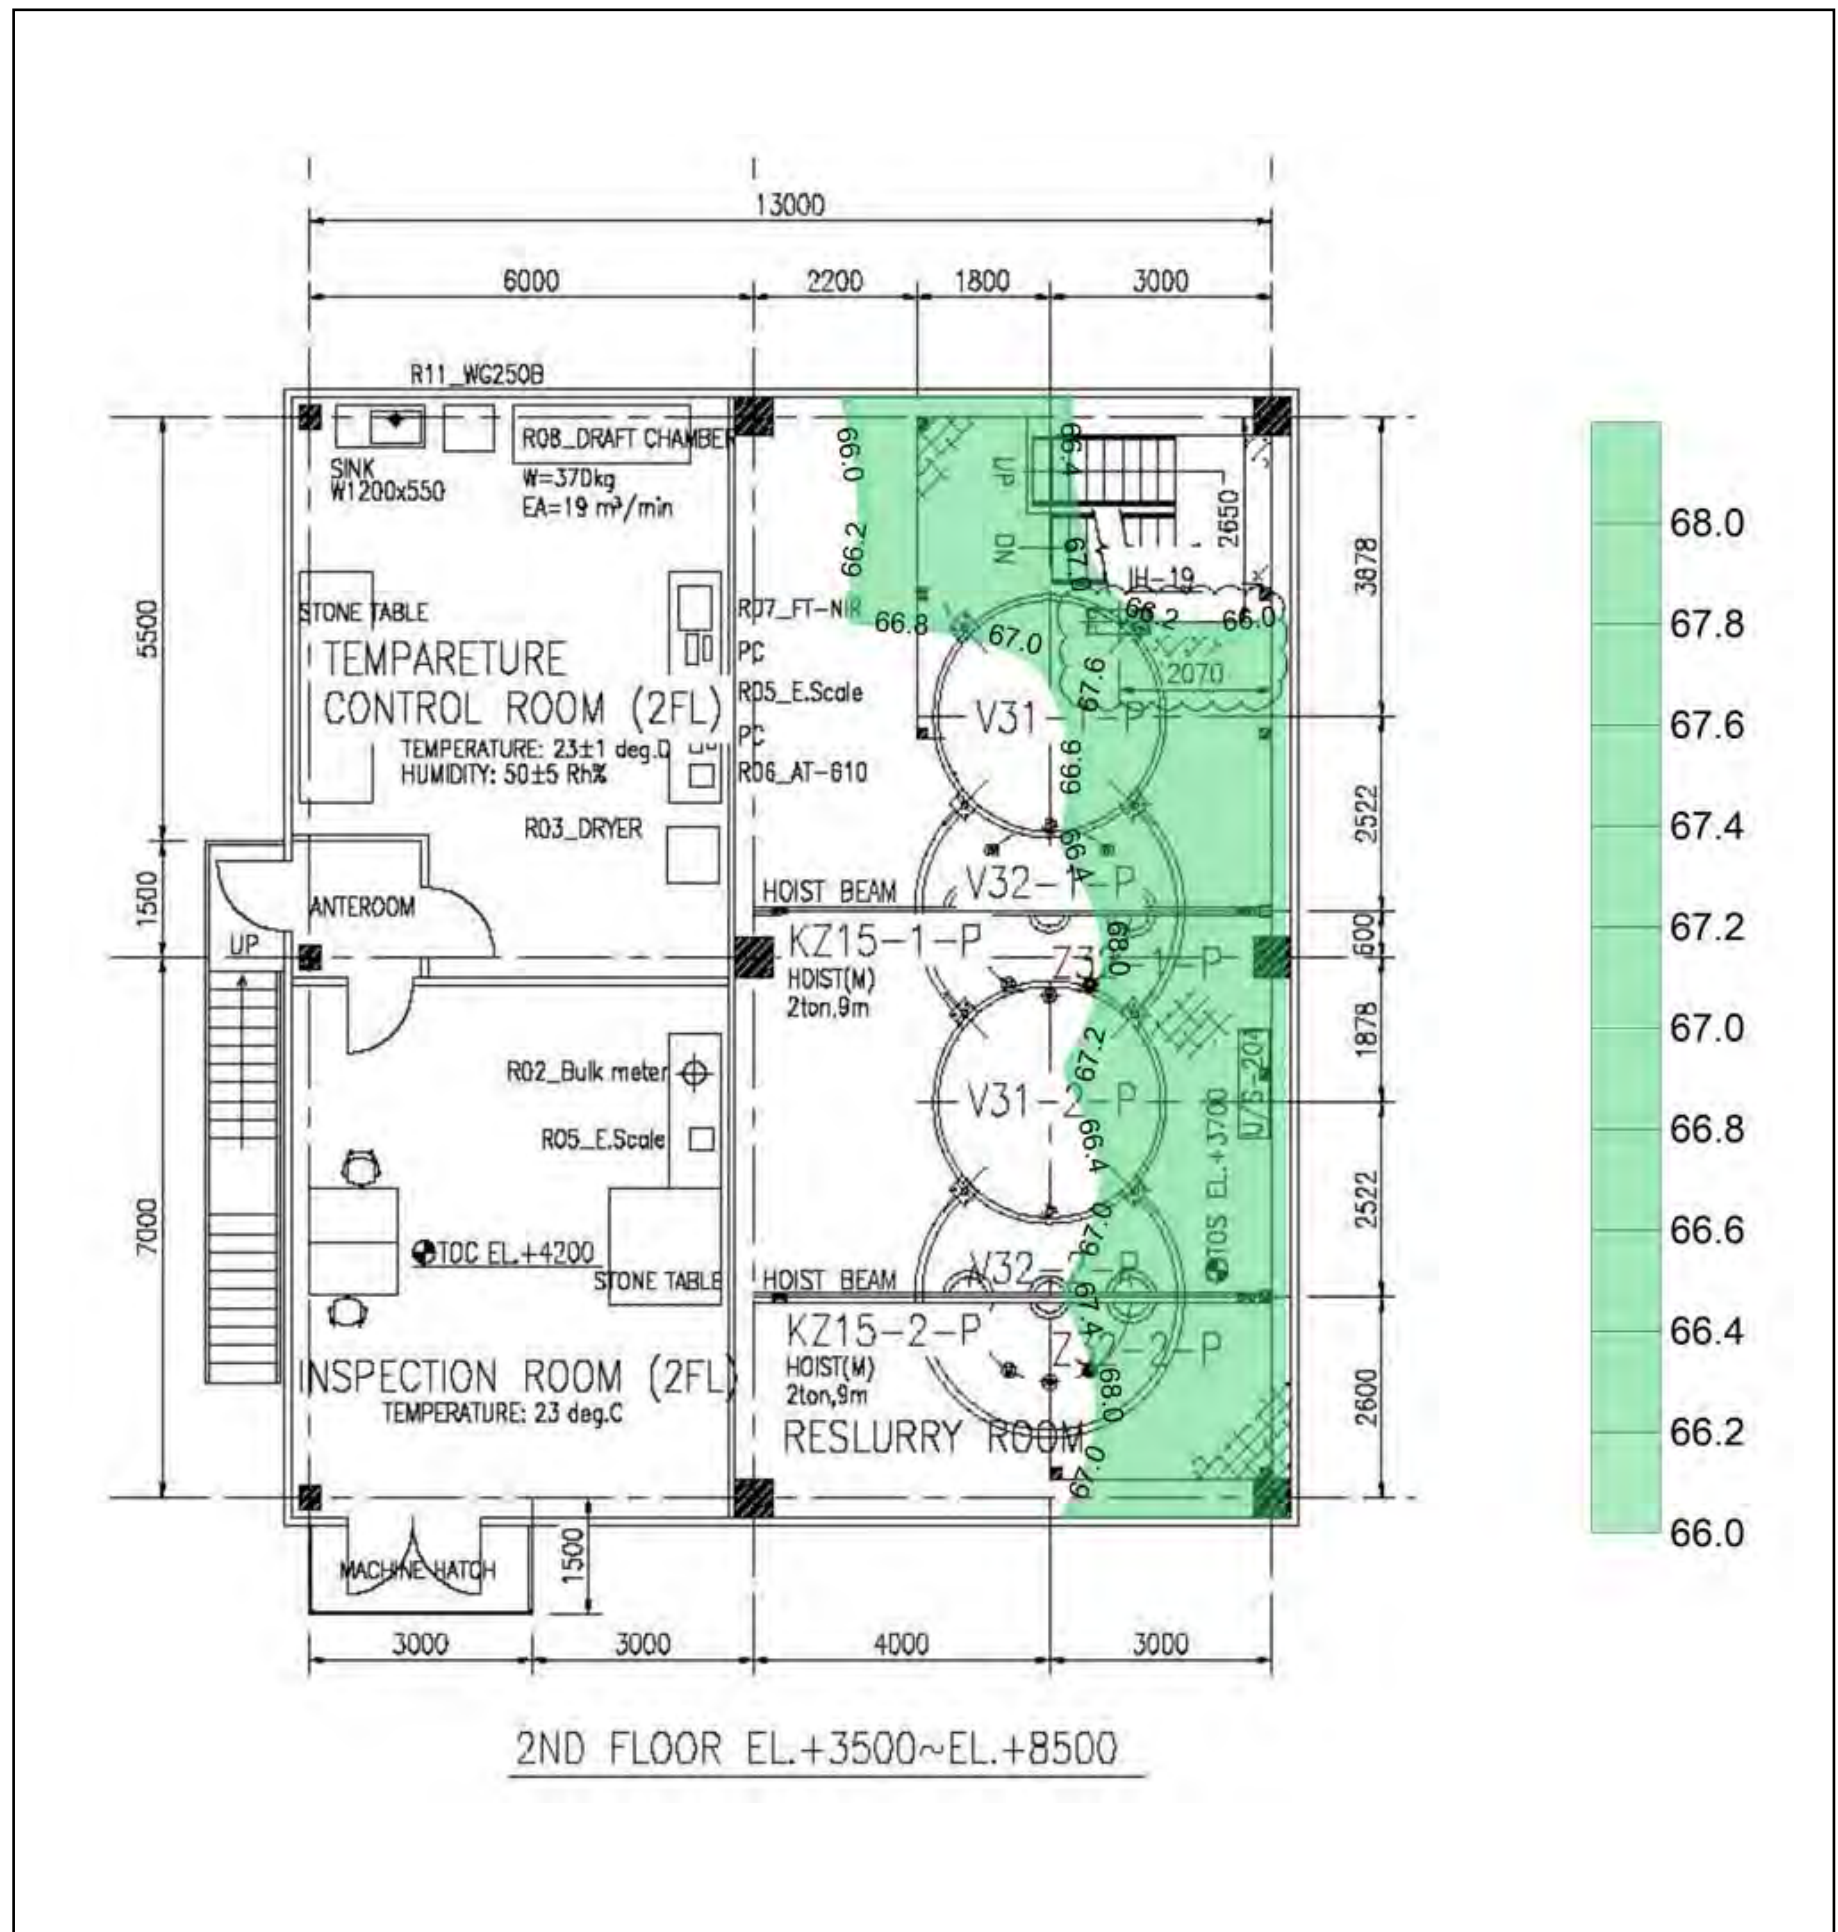 13000
6000
2200
1800
3000
R11_WG250B
R08_DRAFT CHAMBER
SINK
W1200x550
W=370kg
EA=19 m³/min
66.0
66.4
UP
2650
66.2
DN
67.0
IH-19
3878
5500
STONE TABLE
R07_FT-NIR
66.8
67.0
66.2
66.0
TEMPARETURE
CONTROL ROOM (2FL)
PC
R05_E.Scale
67.6
2070
V31-1-P
TEMPERATURE: 23±1 deg.
HUMIDITY: 50±5 Rh%
PC
R06_AT-610
66.6
2522
R03_DRYER
66.4
V32-1-P
1500
ANTEROOM
HOIST BEAM
UP
KZ15-1-P
HOIST(M)
2ton,9m
68.0
-1-P
600
1878
67.2
R02_Bulk meter
V31-2-P
R05_E.Scale
66.4
TOS EL.+3700
7000
67.0
2522
TOC EL.+4200
STONE TABLE
HOIST BEAM
V32-
67.4
KZ15-2-P
HOIST(M)
2ton,9m
-2-P
68.0
2600
INSPECTION ROOM (2FL)
TEMPERATURE: 23 deg.C
RESLURRY ROOM
67.0
MACHINE HATCH
1500
3000
3000
4000
3000
2ND FLOOR EL.+3500~EL.+8500
68.0
67.8
67.6
67.4
67.2
67.0
66.8
66.6
66.4
66.2
66.0